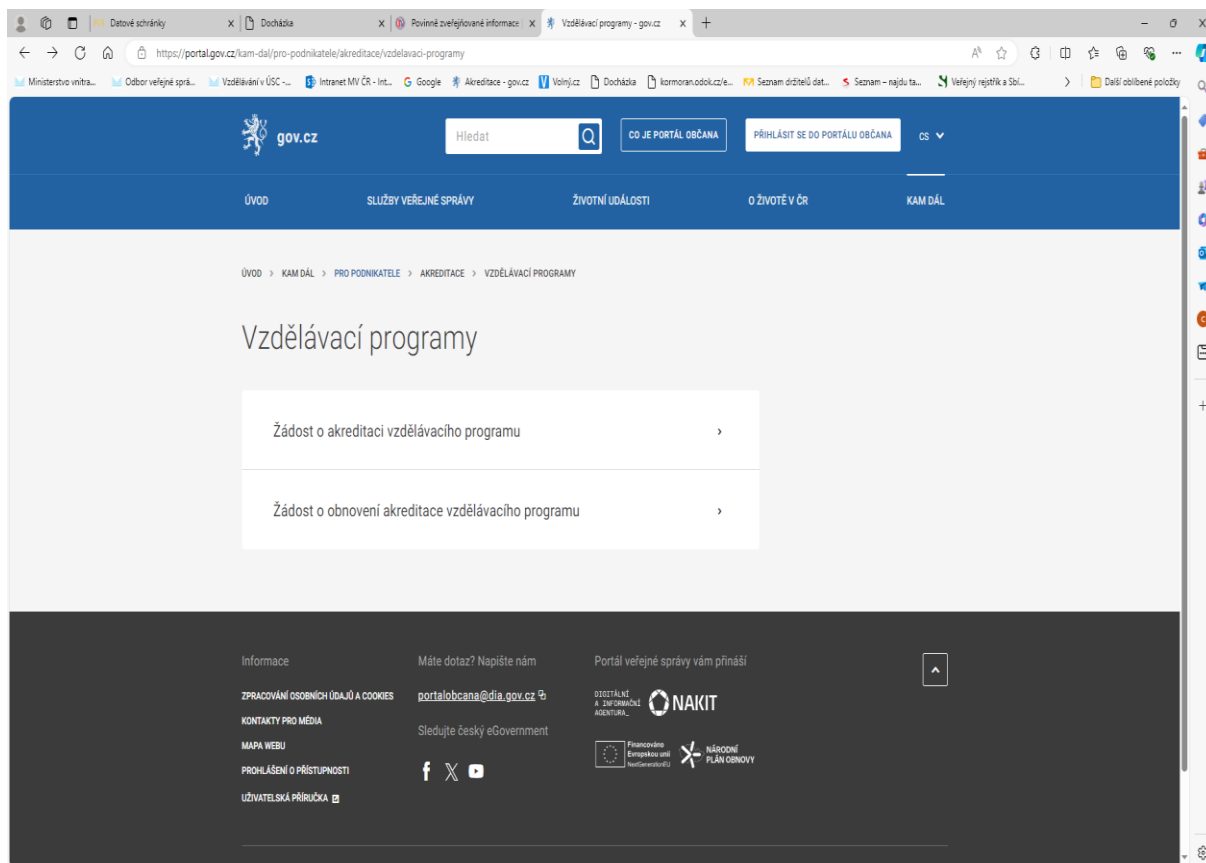 Datové schránky
Docházka
Povinně zveřejňované informace
Vzdělávací programy - gov.cz
https://portal.gov.cz/kam-dal/pro-podnikatele/akreditace/vzdelavaci-programy
Ministerstvo vnitra...
Odbor veřejné sprá...
Vzdělávání v ÚSC -...
Intranet MV ČR - Int...
Google
Akreditace - gov.cz
Volný.cz
Docházka
kormoran.odok.cz/e...
Seznam držitelů dat...
Seznam – najdu ta...
Veřejný rejstřík a Sbí...
Další oblíbené položky
gov.cz
Hledat
CO JE PORTÁL OBČANA
PŘIHLÁSIT SE DO PORTÁLU OBČANA
CS
ÚVOD
SLUŽBY VEŘEJNÉ SPRÁVY
ŽIVOTNÍ UDÁLOSTI
O ŽIVOTĚ V ČR
KAM DÁL
ÚVOD > KAM DÁL > PRO PODNIKATELE > AKREDITACE > VZDĚLÁVACÍ PROGRAMY
Vzdělávací programy
Žádost o akreditaci vzdělávacího programu
Žádost o obnovení akreditace vzdělávacího programu
Informace
ZPRACOVÁNÍ OSOBNÍCH ÚDAJŮ A COOKIES
KONTAKTY PRO MÉDIA
MAPA WEBU
PROHLÁŠENÍ O PŘÍSTUPNOSTI
UŽIVATELSKÁ PŘÍRUČKA
Máte dotaz? Napište nám
portalobcana@dia.gov.cz
Sledujte český eGovernment
Portál veřejné správy vám přináší
DIGITÁLNÍ
A INFORMAČNÍ
AGENTURA_
NAKIT
Financováno
Evropskou unií
NextGenerationEU
NÁRODNÍ
PLÁN OBNOVY